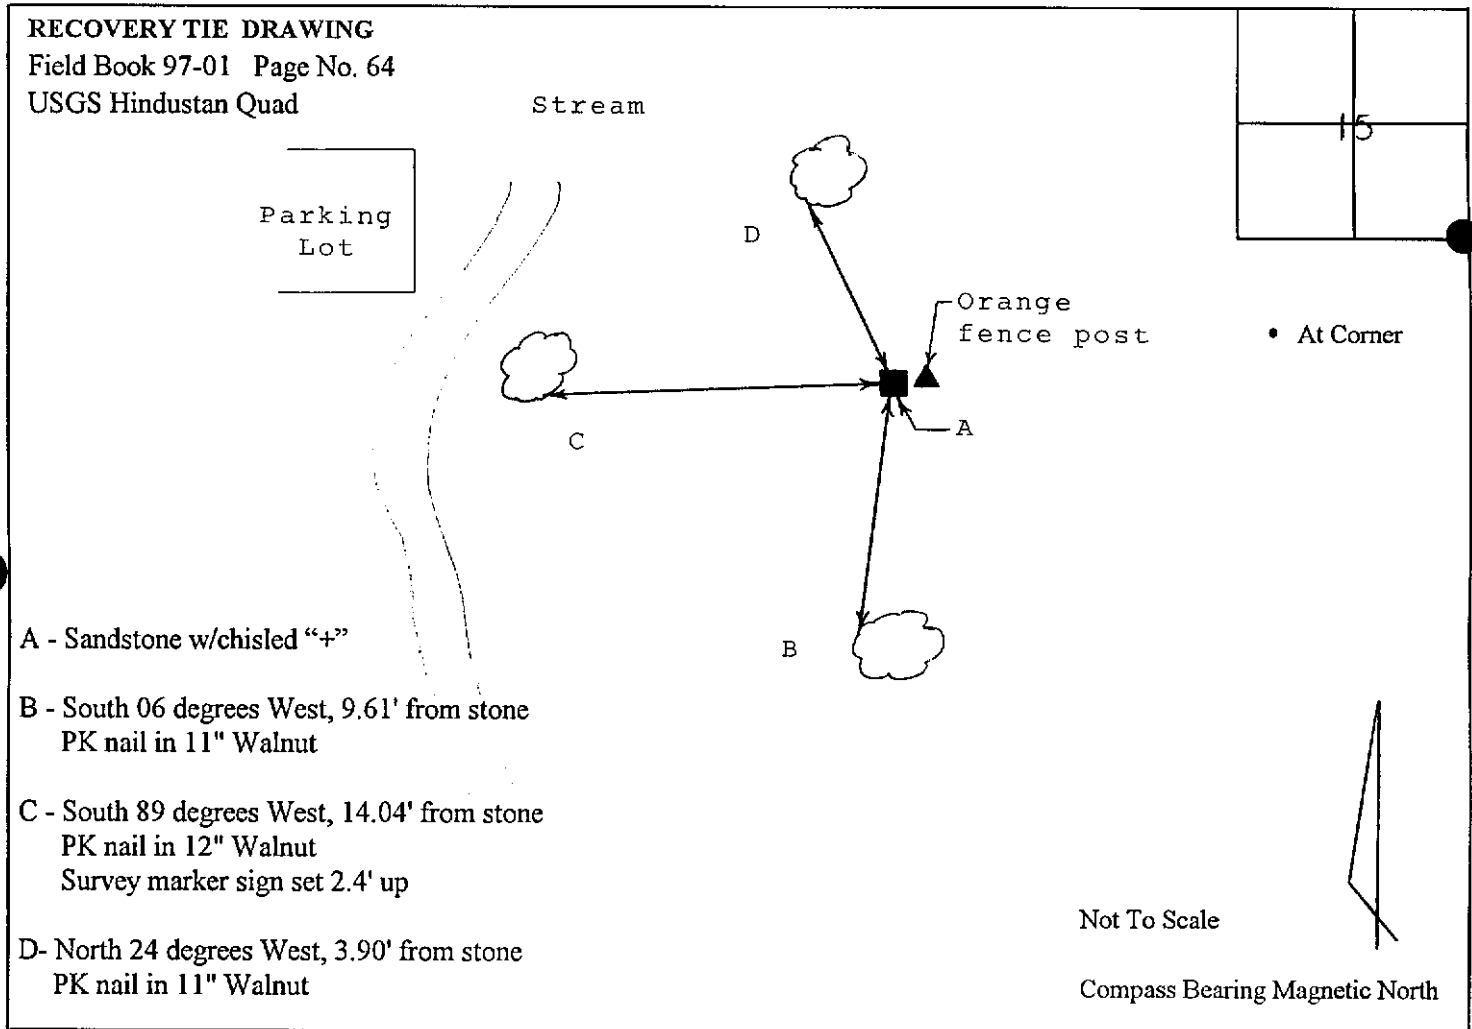 RECOVERY TIE DRAWING
Field Book 97-01 Page No. 64
USGS Hindustan Quad
Stream
15
Parking
Lot
D
Orange
fence post
• At Corner
C
A
B
A - Sandstone w/chisled “+”
B - South 06 degrees West, 9.61' from stone
PK nail in 11" Walnut
C - South 89 degrees West, 14.04' from stone
PK nail in 12" Walnut
Survey marker sign set 2.4' up
D- North 24 degrees West, 3.90' from stone
PK nail in 11" Walnut
Not To Scale
Compass Bearing Magnetic North